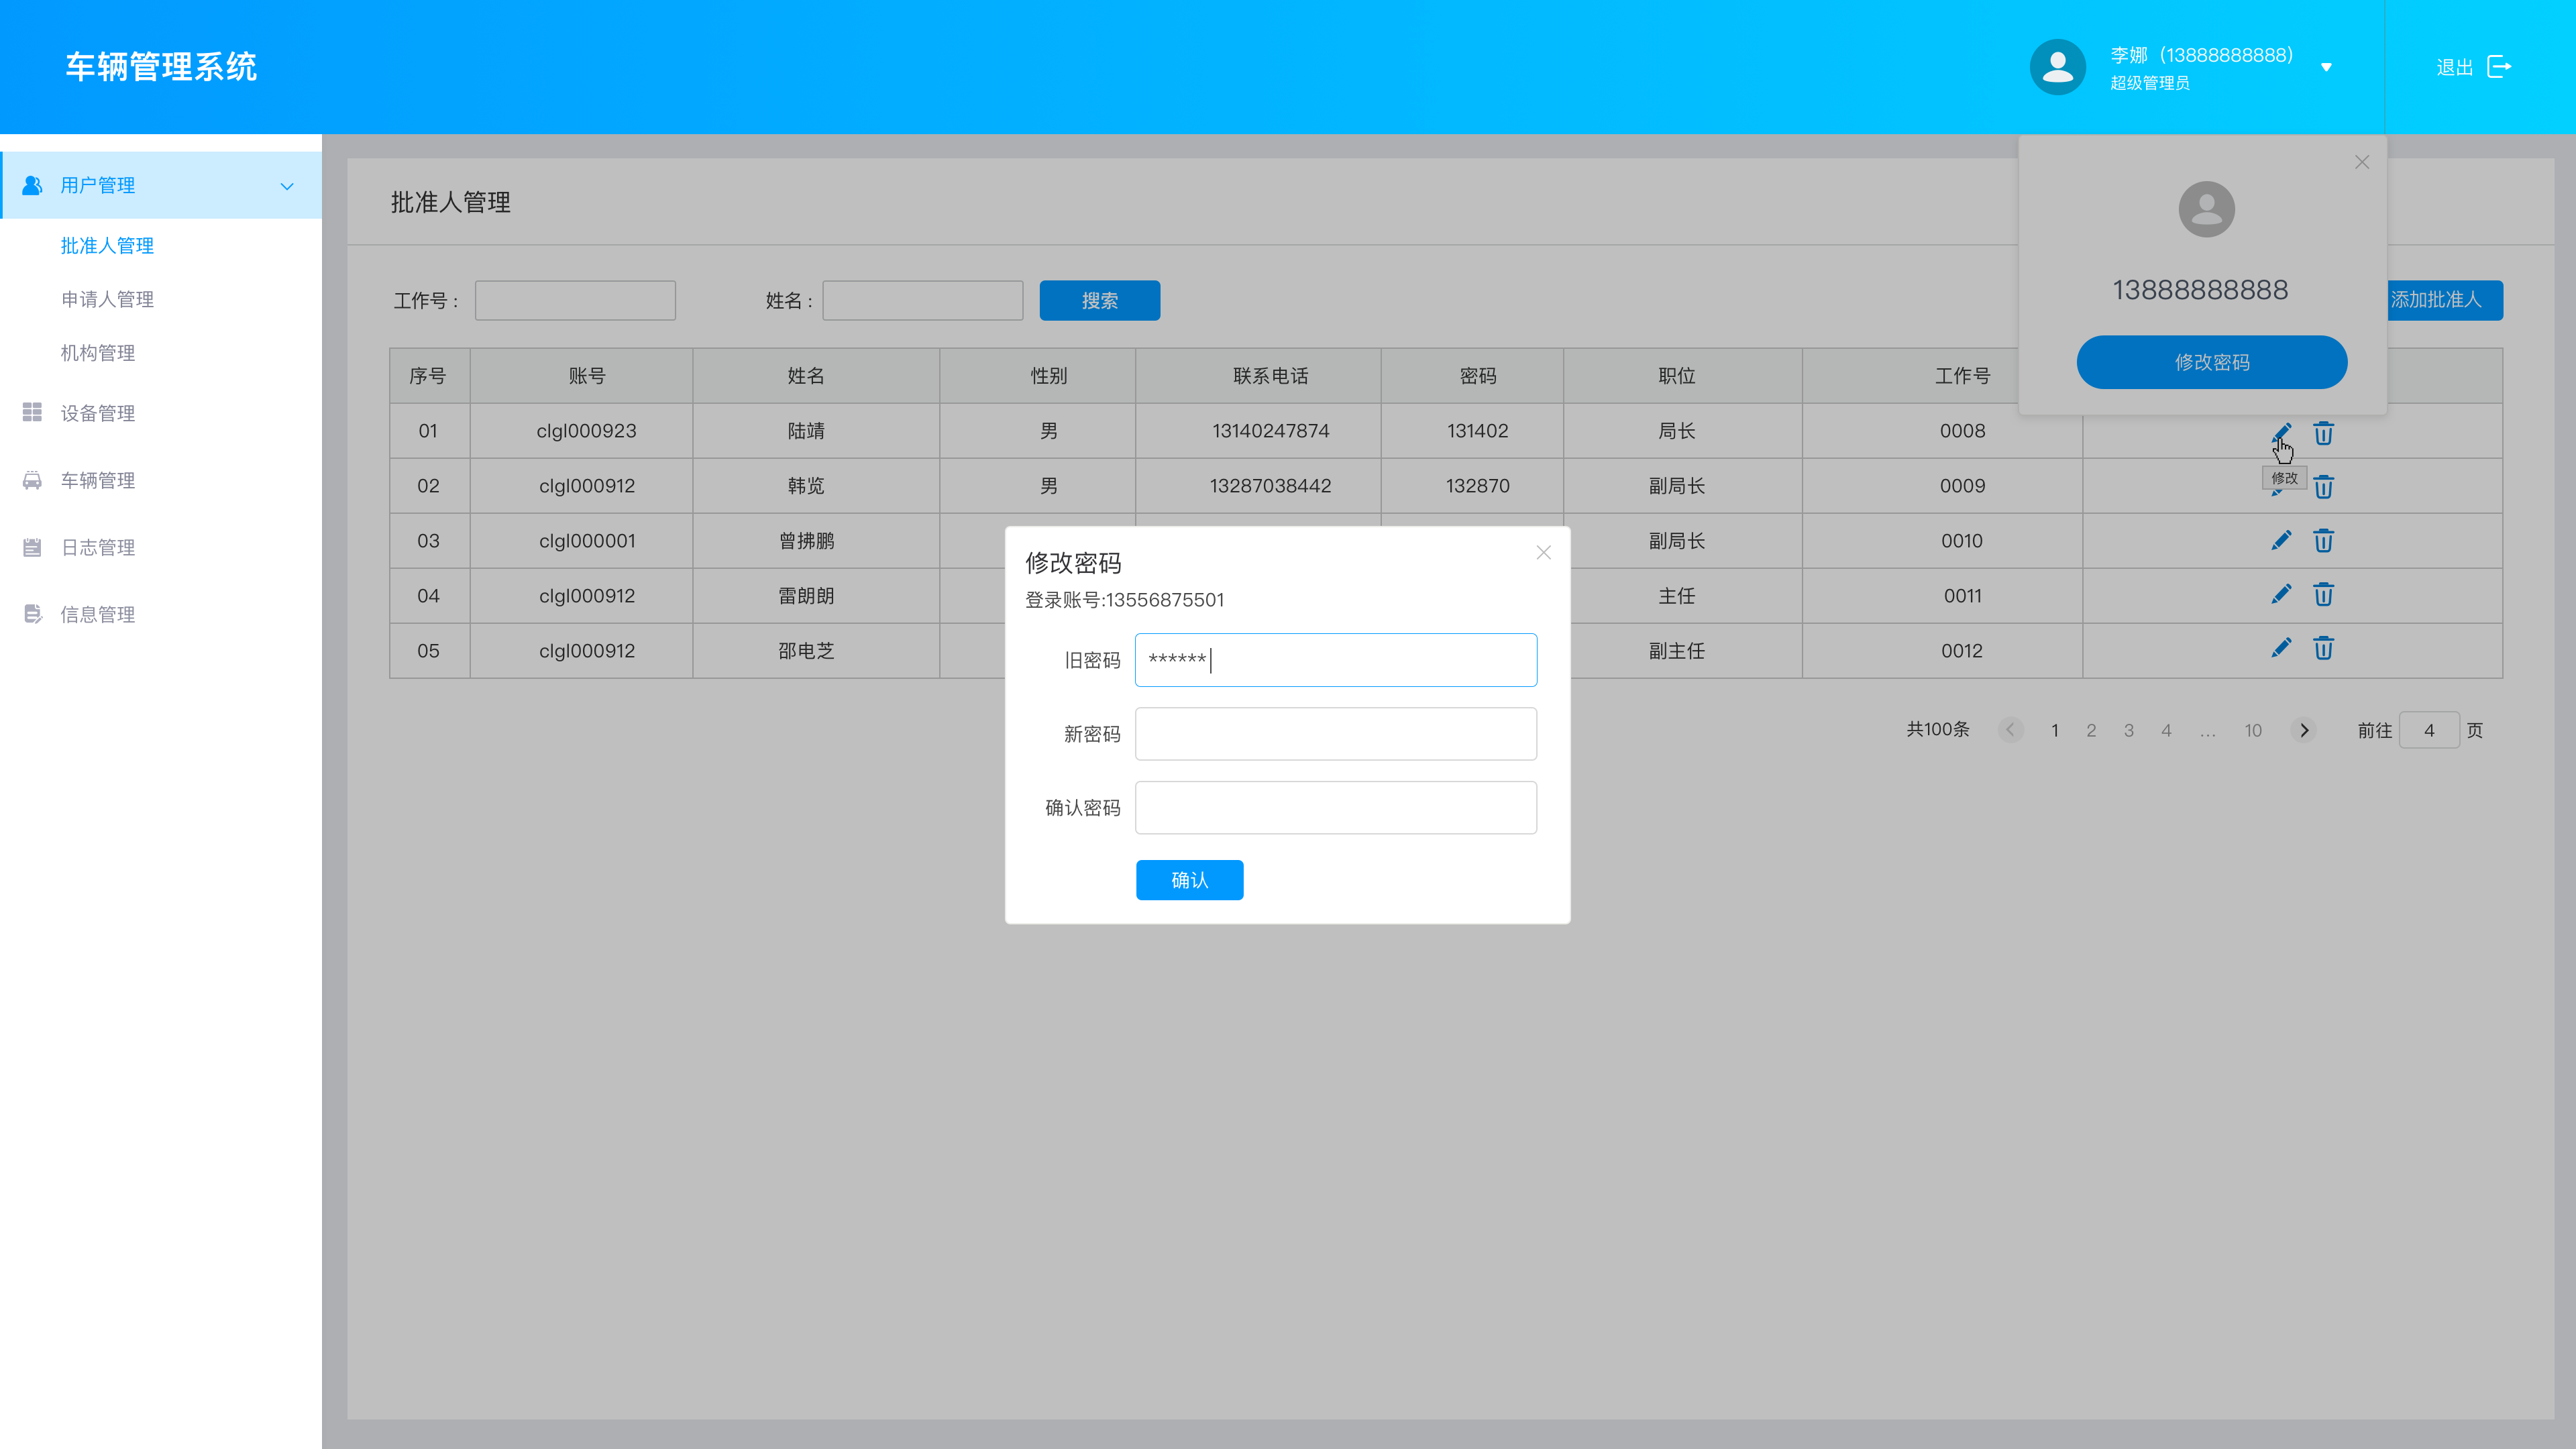 车辆管理系统
李娜（13888888888）
超级管理员
退出
用户管理
批准人管理
申请人管理
机构管理
设备管理
车辆管理
日志管理
信息管理
批准人管理
工作号：
姓名：
搜索
添加批准人
13888888888
修改密码
序号 账号 姓名 性别 联系电话 密码 职位 工作号
01 clgl000923 陆靖 男 13140247874 131402 局长 0008
修改
02 clgl000912 韩览 男 13287038442 132870 副局长 0009
03 clgl000001 曾拂鹏 副局长 0010
04 clgl000912 雷朗朗 主任 0011
05 clgl000912 邵电芝 副主任 0012
共100条 1 2 3 4 ... 10 前往 4 页
修改密码
登录账号:13556875501
旧密码 ******
新密码
确认密码
确认